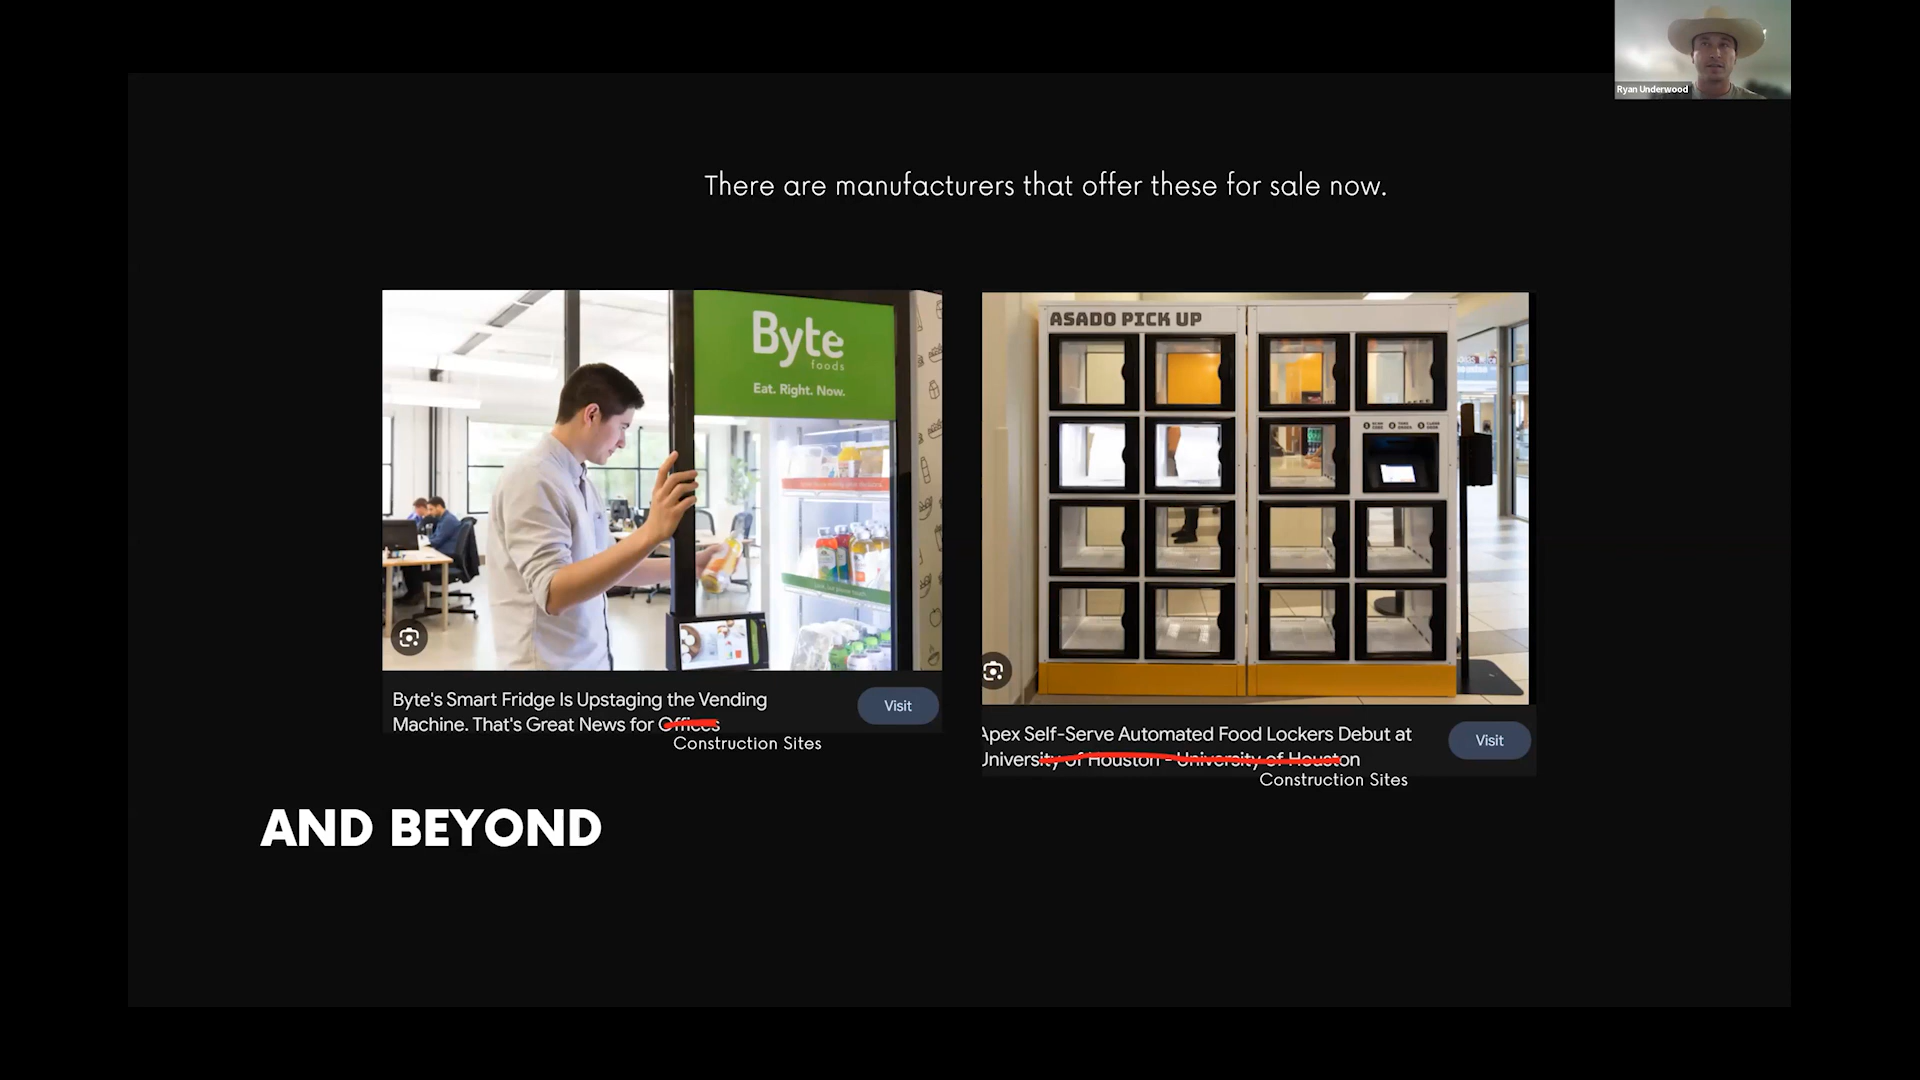 Ryan Underwood
There are manufacturers that offer these for sale now.
Byte
foods
Eat. Right. Now.
ASADO PICK UP
Byte's Smart Fridge Is Upstaging the Vending
Machine. That's Great News for Offices
Visit
Construction Sites
Apex Self-Serve Automated Food Lockers Debut at
University of Houston - University of Houston
Visit
Construction Sites
AND BEYOND